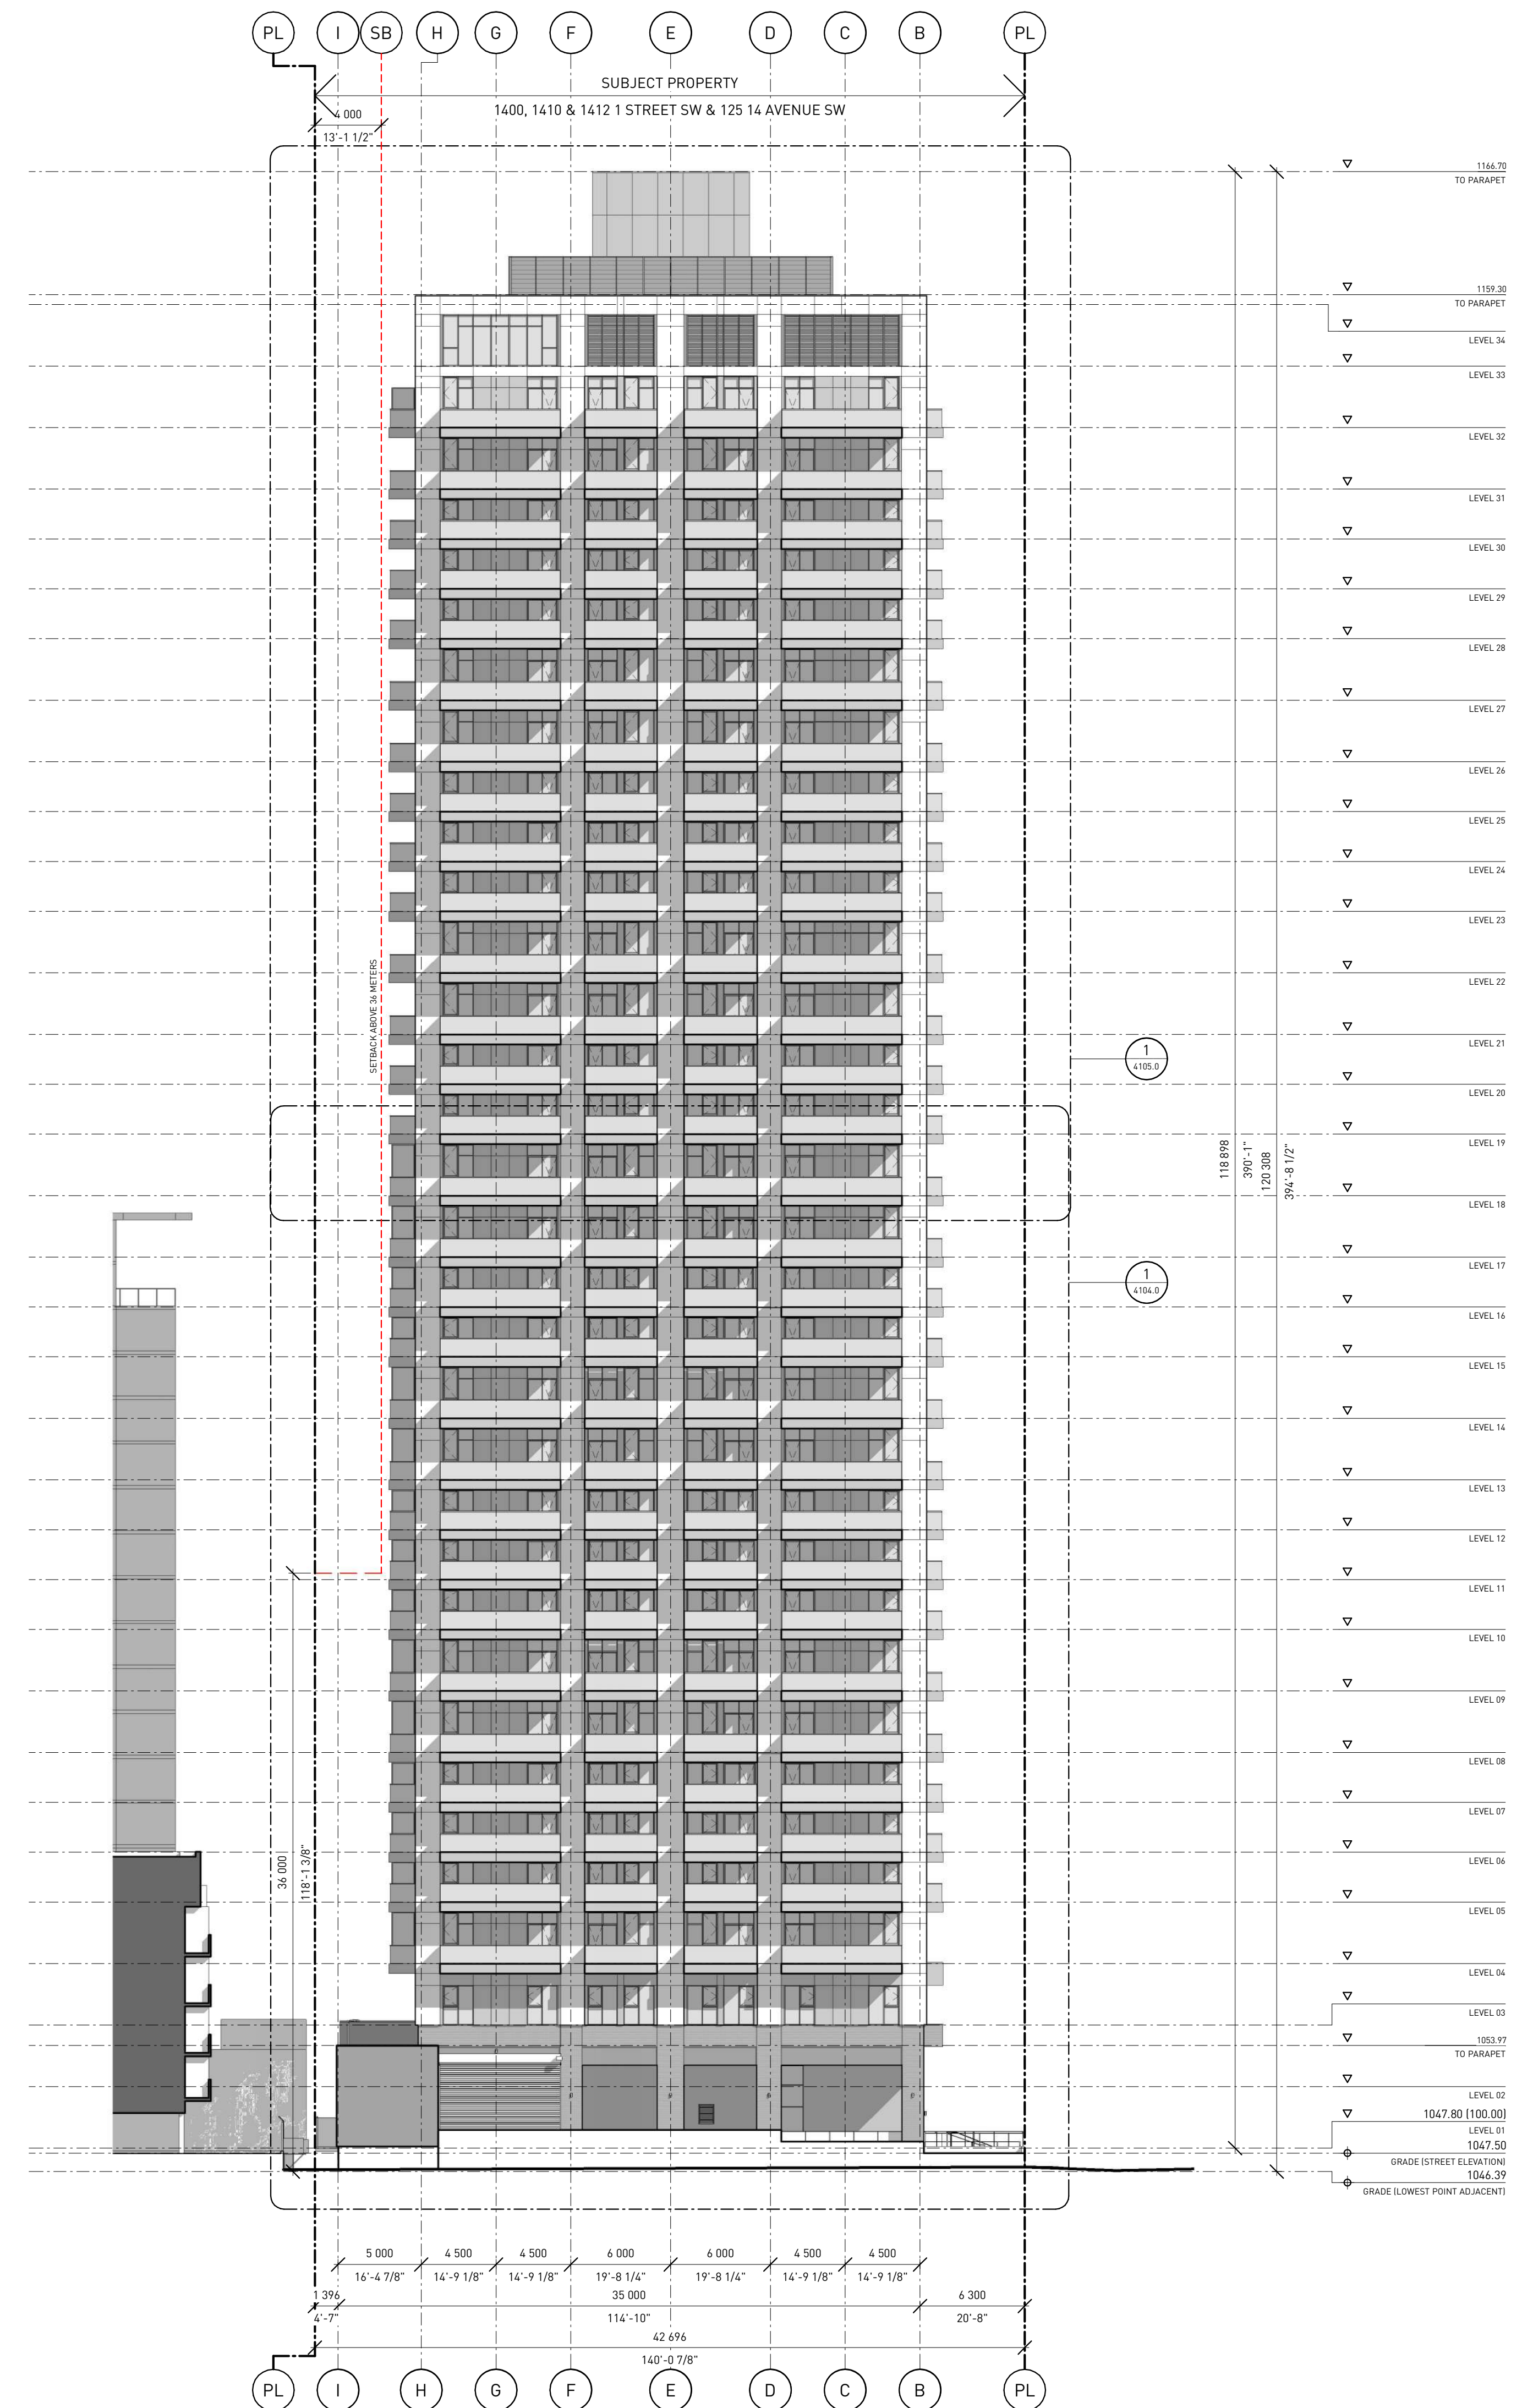 PL I SB H G F E D C B PL
SUBJECT PROPERTY
1400, 1410 & 1412 1 STREET SW & 125 14 AVENUE SW
4 000
13'-1 1/2"
1166.70
TO PARAPET
1159.30
TO PARAPET
LEVEL 34
LEVEL 33
LEVEL 32
LEVEL 31
LEVEL 30
LEVEL 29
LEVEL 28
LEVEL 27
LEVEL 26
LEVEL 25
LEVEL 24
LEVEL 23
LEVEL 22
SETBACK ABOVE 36 METERS
LEVEL 21
1
4105.0
LEVEL 20
LEVEL 19
118 898
390'-1"
120 308
394'-8 1/2"
LEVEL 18
LEVEL 17
1
4104.0
LEVEL 16
LEVEL 15
LEVEL 14
LEVEL 13
LEVEL 12
LEVEL 11
LEVEL 10
LEVEL 09
LEVEL 08
LEVEL 07
36 000
118'-1 3/8"
LEVEL 06
LEVEL 05
LEVEL 04
LEVEL 03
1053.97
TO PARAPET
LEVEL 02
1047.80 (100.00)
LEVEL 01
1047.50
GRADE (STREET ELEVATION)
1046.39
GRADE (LOWEST POINT ADJACENT)
5 000 4 500 4 500 6 000 6 000 4 500 4 500
16'-4 7/8" 14'-9 1/8" 14'-9 1/8" 19'-8 1/4" 19'-8 1/4" 14'-9 1/8" 14'-9 1/8"
1 396 35 000 6 300
4'-7" 114'-10" 20'-8"
42 696
140'-0 7/8"
PL I H G F E D C B PL